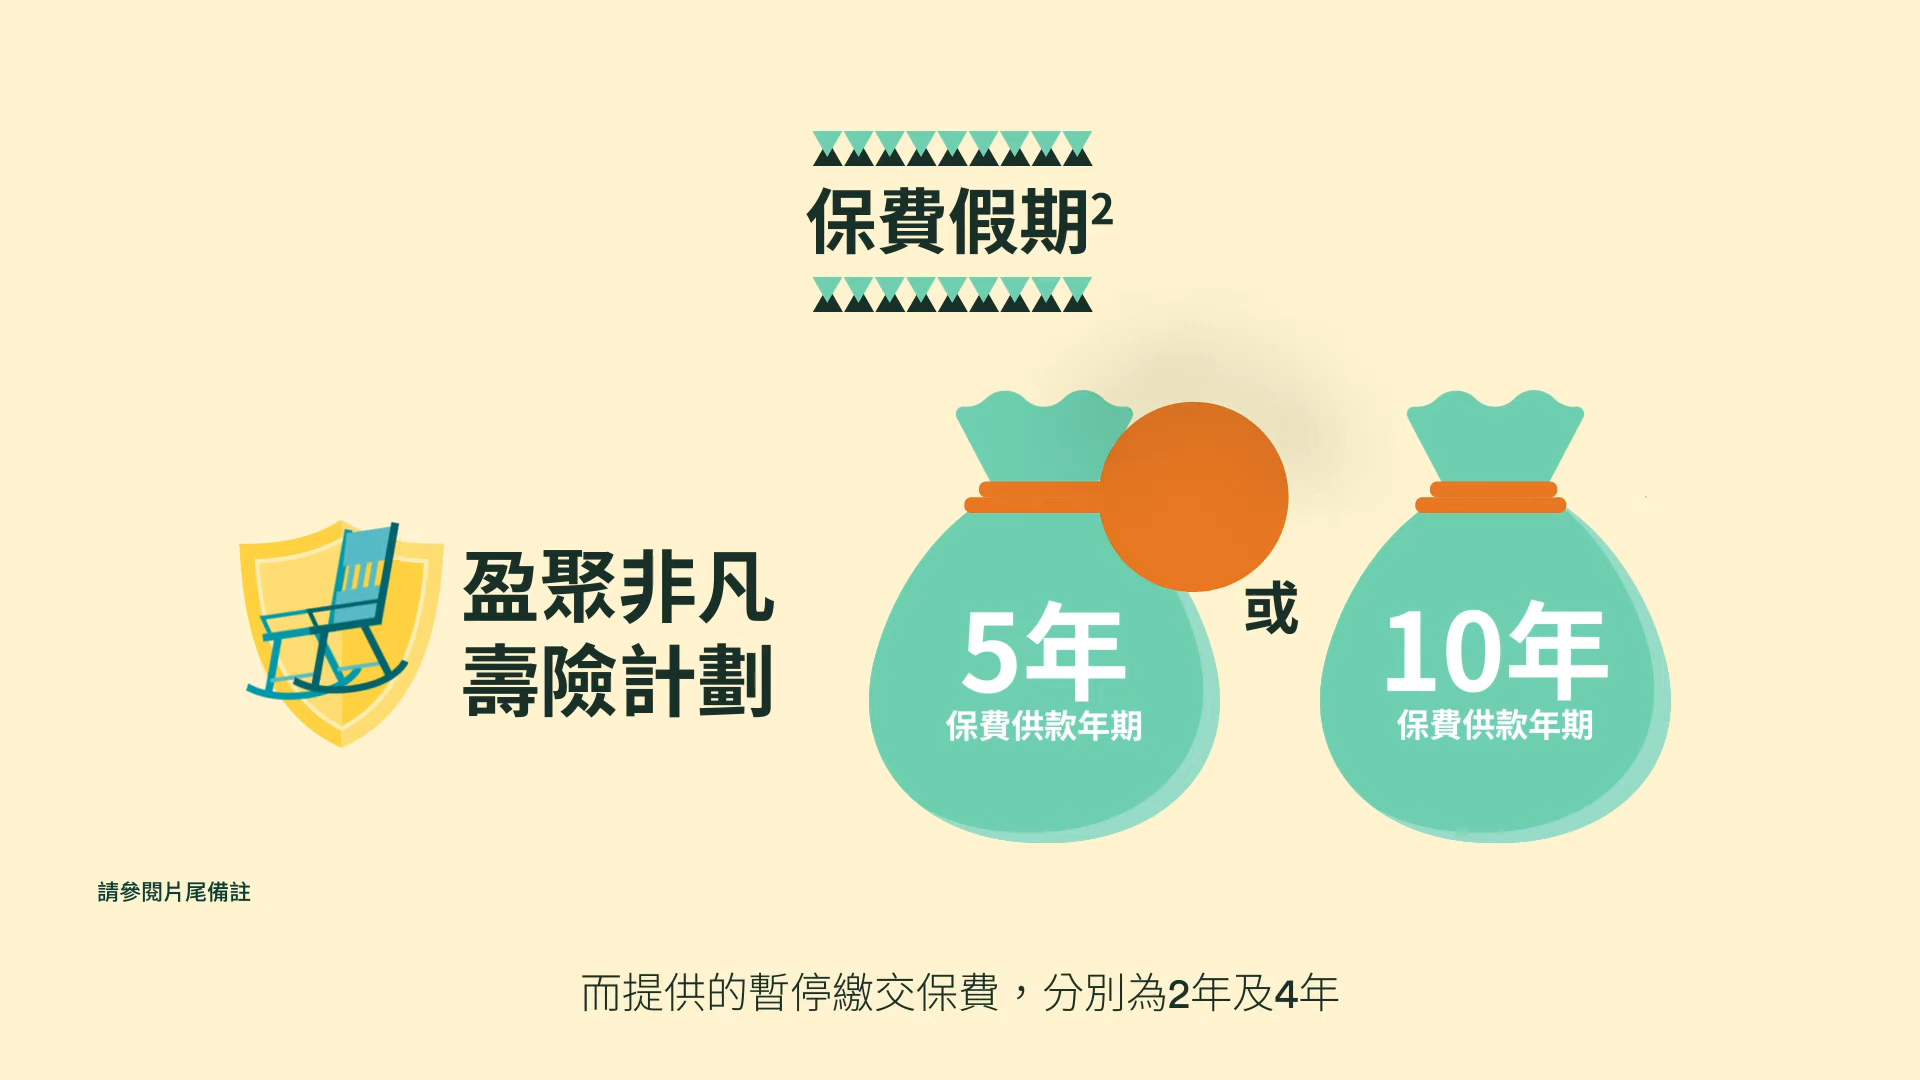 保費假期2
盈聚非凡
壽險計劃
5年
保費供款年期
或
10年
保費供款年期
請參閱片尾備註
而提供的暫停繳交保費，分別為2年及4年